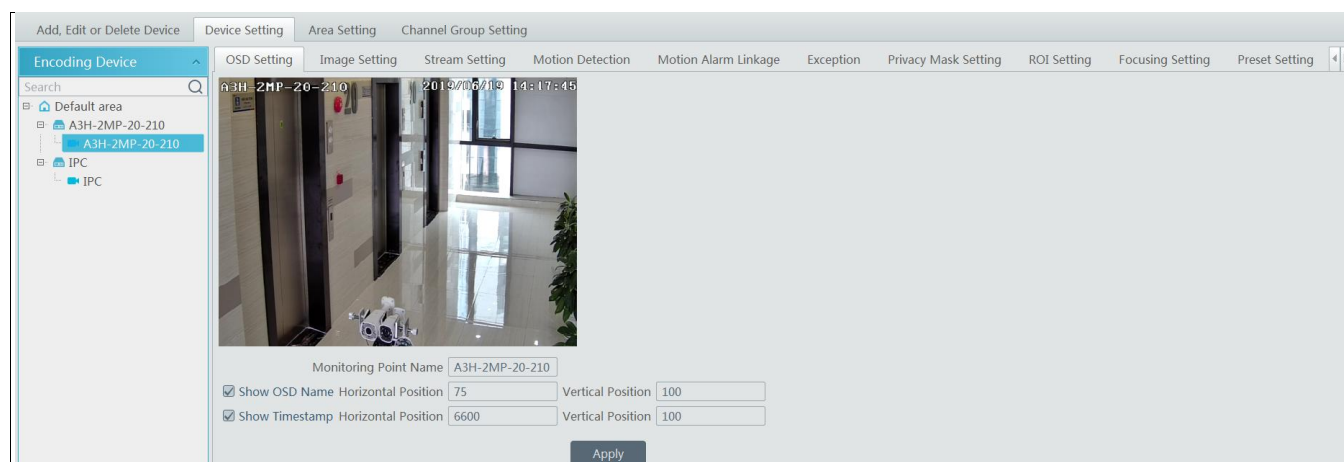 Add, Edit or Delete Device Device Setting Area Setting Channel Group Setting
Encoding Device OSD Setting Image Setting Stream Setting Motion Detection Motion Alarm Linkage Exception Privacy Mask Setting ROI Setting Focusing Setting Preset Setting
Search
Default area
A3H-2MP-20-210
A3H-2MP-20-210
IPC
IPC
A3H-2MP-20-210 2019/06/19 14:17:45
Monitoring Point Name A3H-2MP-20-210
Show OSD Name Horizontal Position 75 Vertical Position 100
Show Timestamp Horizontal Position 6600 Vertical Position 100
Apply